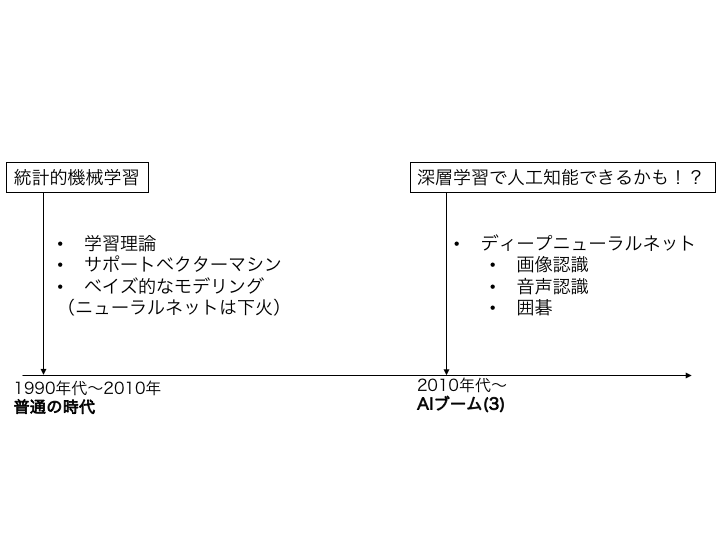 統計的機械学習
• 学習理論
• サポートベクターマシン
• ベイズ的なモデリング
（ニューラルネットは下火）
1990年代〜2010年
普通の時代
深層学習で人工知能できるかも！？
• ディープニューラルネット
• 画像認識
• 音声認識
• 囲碁
2010年代〜
AIブーム(3)